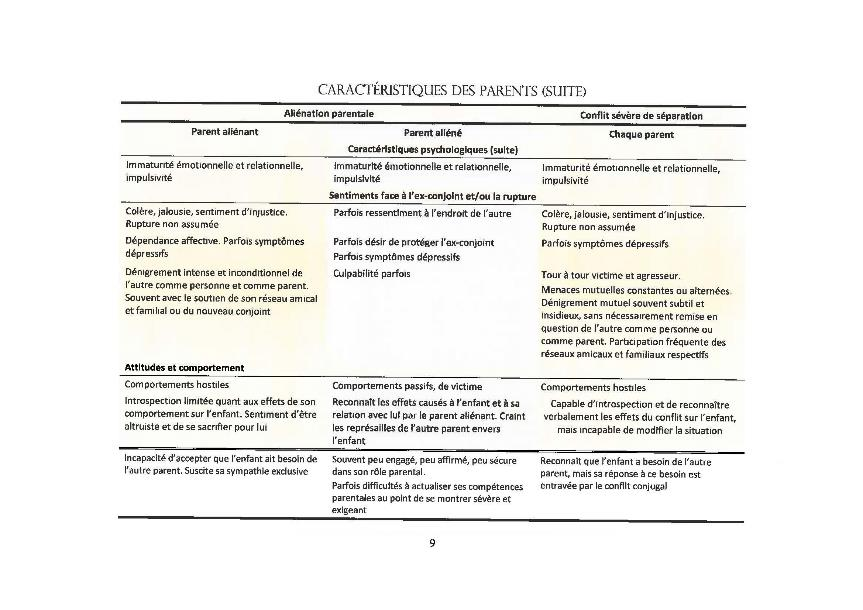 CARACTÉRISTIQUES DES PARENTS (SUITE)
Aliénation parentale
Conflit sévère de séparation
Parent aliénant
Parent aliéné
Chaque parent
Caractéristiques psychologiques (suite)
Immaturité émotionnelle et relationnelle,
impulsivité
Immaturité émotionnelle et relationnelle,
impulsivité
Immaturité émotionnelle et relationnelle,
impulsivité
Sentiments face à l'ex-conjoint et/ou la rupture
Colère, jalousie, sentiment d'injustice.
Rupture non assumée
Parfois ressentiment à l'endroit de l'autre
Colère, jalousie, sentiment d'injustice.
Rupture non assumée
Dépendance affective. Parfois symptômes
dépressifs
Parfois désir de protéger l'ex-conjoint
Parfois symptômes dépressifs
Parfois symptômes dépressifs
Dénigrement intense et inconditionnel de
l'autre comme personne et comme parent.
Souvent avec le soutien de son réseau amical
et familial ou du nouveau conjoint
Culpabilité parfois
Tour à tour victime et agresseur.
Menaces mutuelles constantes ou alternées.
Dénigrement mutuel souvent subtil et
insidieux, sans nécessairement remise en
question de l'autre comme personne ou
comme parent. Participation fréquente des
réseaux amicaux et familiaux respectifs
Attitudes et comportement
Comportements hostiles
Comportements passifs, de victime
Comportements hostiles
Introspection limitée quant aux effets de son
comportement sur l'enfant. Sentiment d'être
altruiste et de se sacrifier pour lui
Reconnaît les effets causés à l'enfant et à sa
relation avec lui par le parent aliénant. Craint
les représailles de l'autre parent envers
l'enfant
Capable d'introspection et de reconnaître
verbalement les effets du conflit sur l'enfant,
mais incapable de modifier la situation
Incapacité d'accepter que l'enfant ait besoin de
l'autre parent. Suscite sa sympathie exclusive
Souvent peu engagé, peu affirmé, peu sécure
dans son rôle parental.
Parfois difficultés à actualiser ses compétences
parentales au point de se montrer sévère et
exigeant
Reconnaît que l'enfant a besoin de l'autre
parent, mais sa réponse à ce besoin est
entravée par le conflit conjugal
9